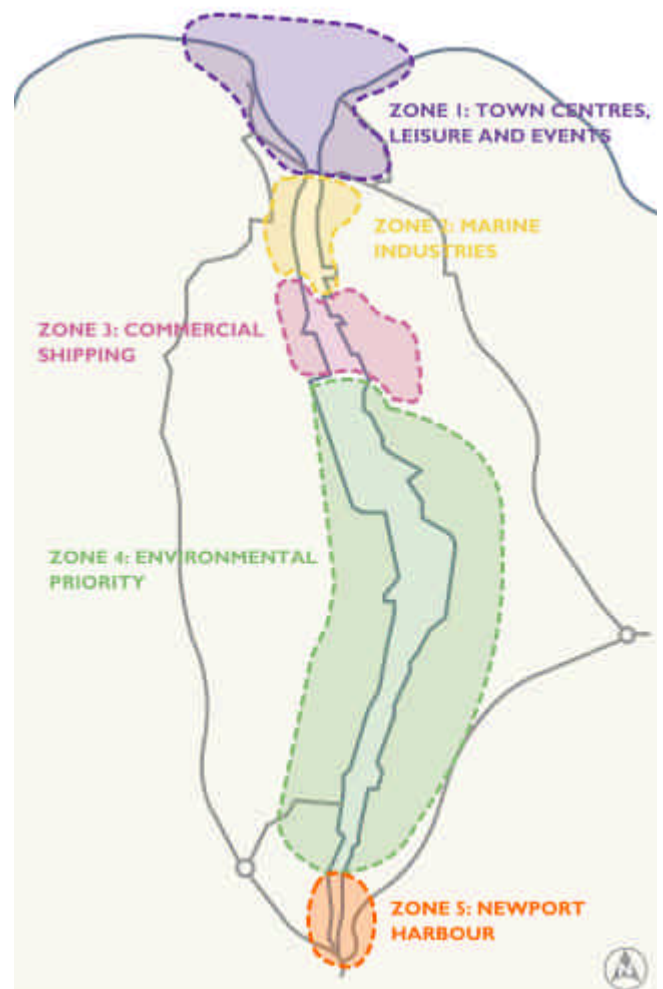 ZONE 1: TOWN CENTRES,
LEISURE AND EVENTS
ZONE 2: MARINE
INDUSTRIES
ZONE 3: COMMERCIAL
SHIPPING
ZONE 4: ENVIRONMENTAL
PRIORITY
ZONE 5: NEWPORT
HARBOUR